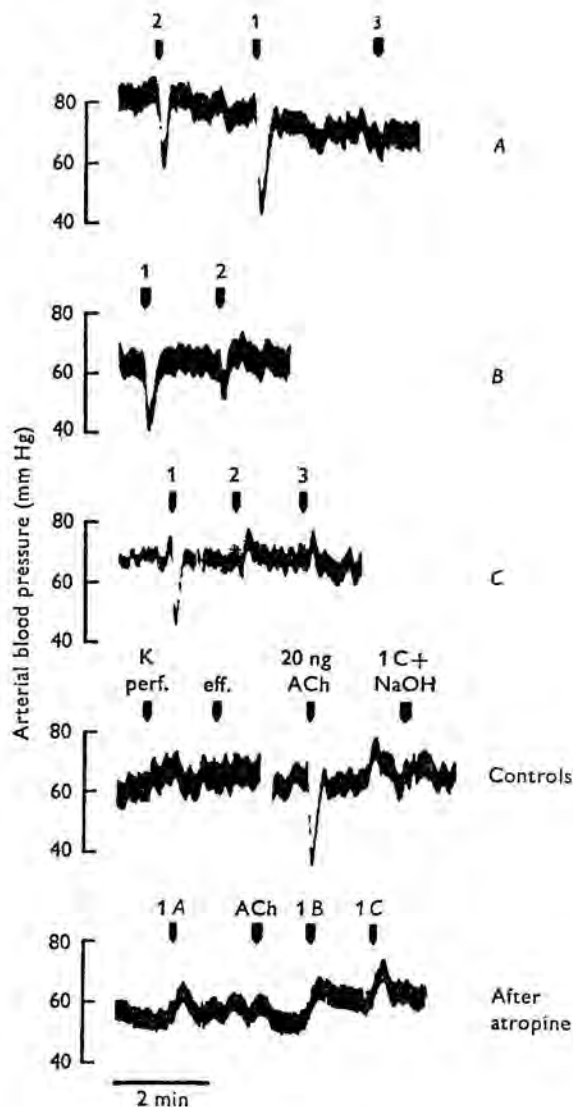 2 1 3
80
60
40
A
1 2
80
60
40
B
1 2 3
80
60
40
C
Arterial blood pressure (mm Hg)
K 20 ng 1 C+
perf. eff. ACh NaOH
80
60
40
Controls
1 A ACh 1 B 1 C
80
60
40
After
atropine
2 min